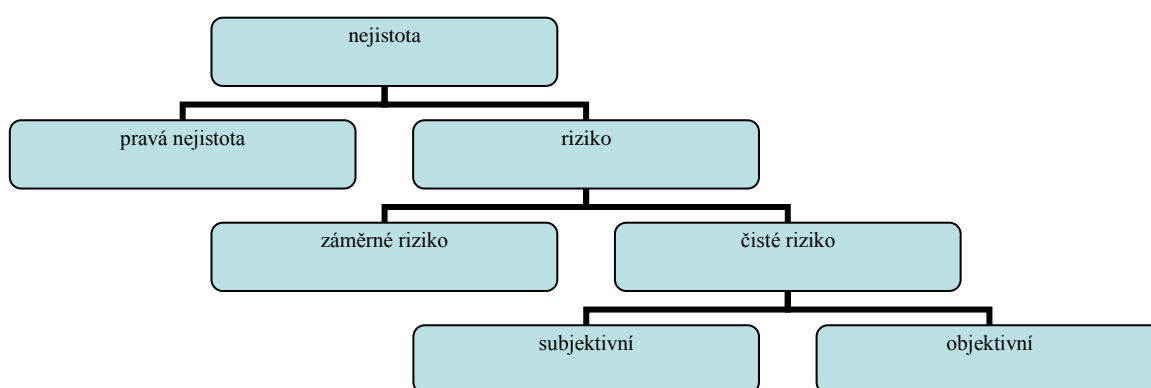 nejistota
pravá nejistota
riziko
záměrné riziko
čisté riziko
subjektivní
objektivní